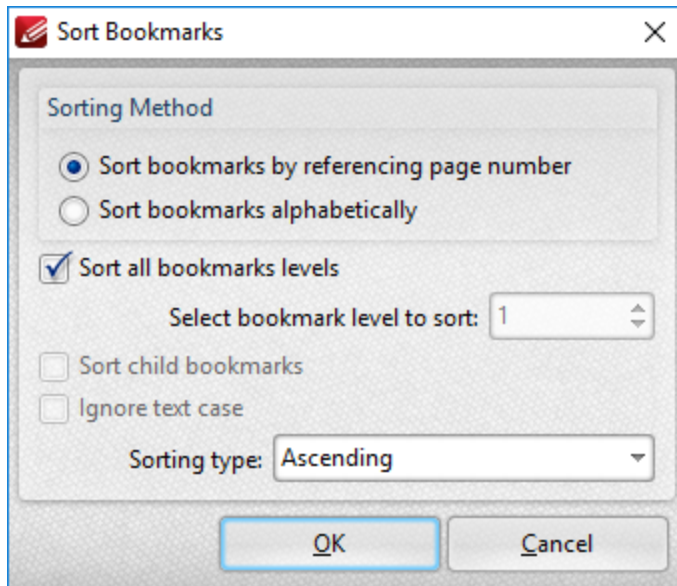 Sort Bookmarks
Sorting Method
Sort bookmarks by referencing page number
Sort bookmarks alphabetically
Sort all bookmarks levels
Select bookmark level to sort: 1
Sort child bookmarks
Ignore text case
Sorting type: Ascending
OK Cancel